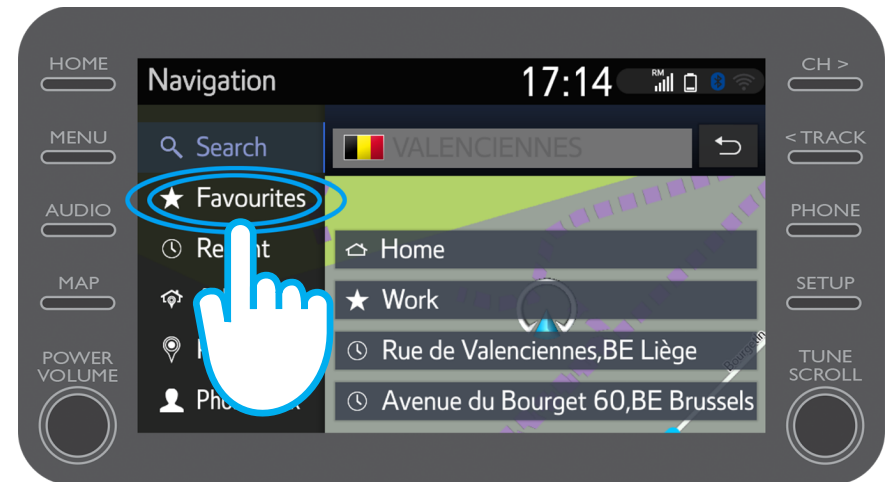 HOME
MENU
AUDIO
MAP
POWER
VOLUME
Navigation
17:14
RM
Search
VALENCIENNES
Favourites
Home
Work
Rue de Valenciennes,BE Liège
Avenue du Bourget 60,BE Brussels
CH >
< TRACK
PHONE
SETUP
TUNE
SCROLL